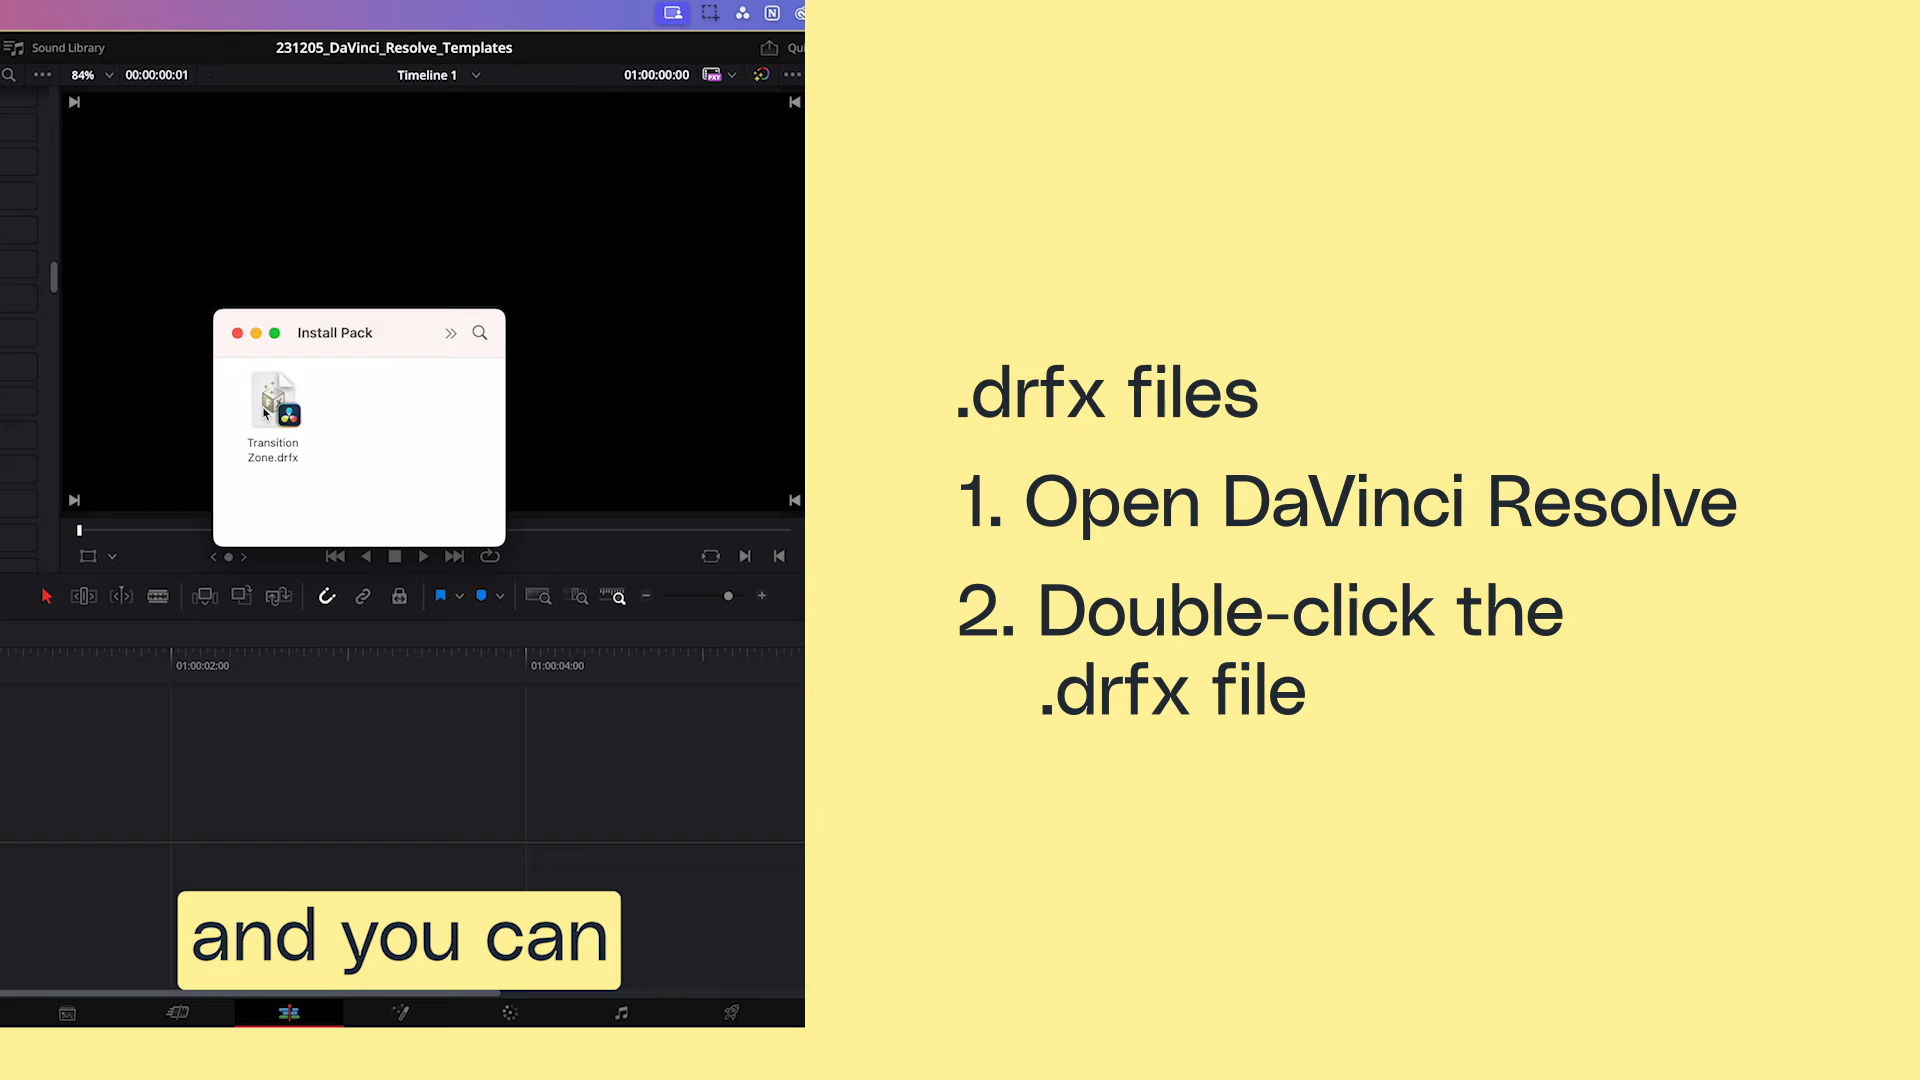 Sound Library
231205_DaVinci_Resolve_Templates
84%
00:00:00:01
Timeline 1
01:00:00:00
Install Pack
Transition
Zone.drfx
01:00:02:00
01:00:04:00
and you can
.drfx files
1. Open DaVinci Resolve
2. Double-click the
.drfx file